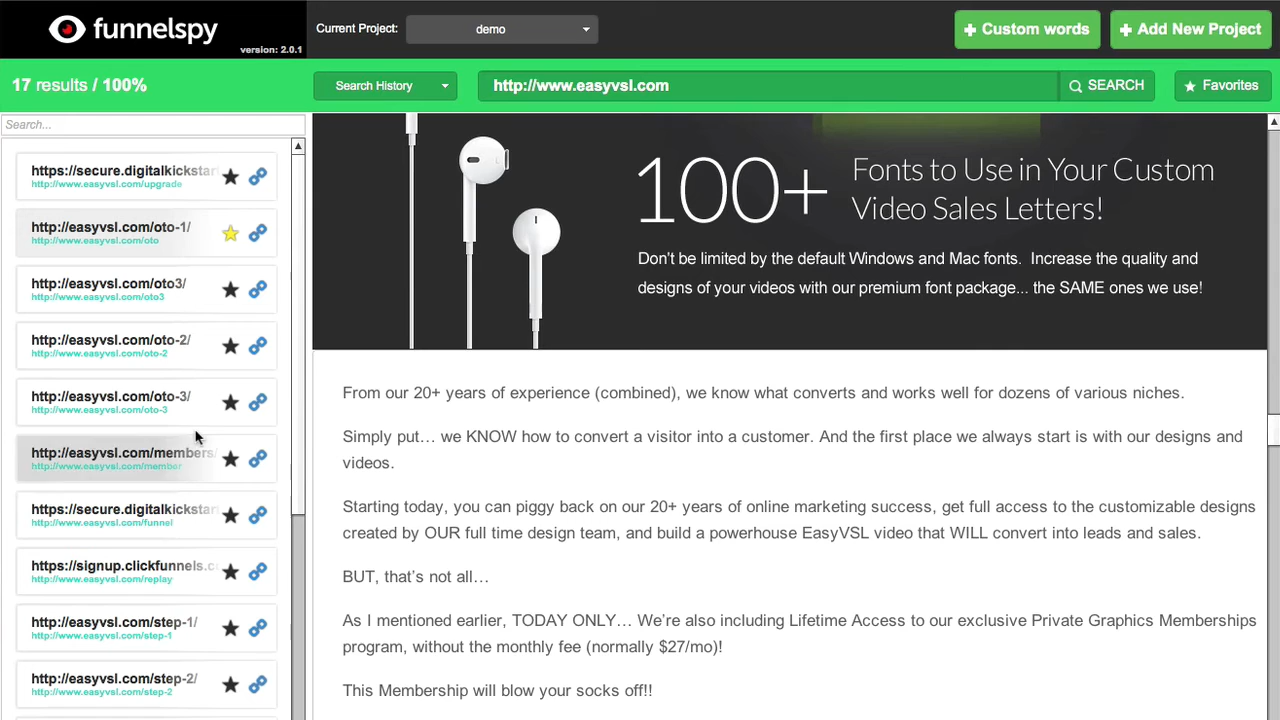 funnelspy
version: 2.0.1
Current Project:
demo
+ Custom words
+ Add New Project
17 results / 100%
Search History
http://www.easyvsl.com
SEARCH
★ Favorites
Search...
https://secure.digitalkickstar
http://www.easyvsl.com/upgrade
http://easyvsl.com/oto-1/
http://www.easyvsl.com/oto
http://easyvsl.com/oto3/
http://www.easyvsl.com/oto3
http://easyvsl.com/oto-2/
http://www.easyvsl.com/oto-2
http://easyvsl.com/oto-3/
http://www.easyvsl.com/oto-3
http://easyvsl.com/members/
http://www.easyvsl.com/member
https://secure.digitalkickstar
http://www.easyvsl.com/funnel
https://signup.clickfunnels.c
http://www.easyvsl.com/replay
http://easyvsl.com/step-1/
http://www.easyvsl.com/step-1
http://easyvsl.com/step-2/
http://www.easyvsl.com/step-2
100+
Fonts to Use in Your Custom
Video Sales Letters!
Don't be limited by the default Windows and Mac fonts. Increase the quality and
designs of your videos with our premium font package... the SAME ones we use!
From our 20+ years of experience (combined), we know what converts and works well for dozens of various niches.
Simply put… we KNOW how to convert a visitor into a customer. And the first place we always start is with our designs and
videos.
Starting today, you can piggy back on our 20+ years of online marketing success, get full access to the customizable designs
created by OUR full time design team, and build a powerhouse EasyVSL video that WILL convert into leads and sales.
BUT, that’s not all…
As I mentioned earlier, TODAY ONLY… We’re also including Lifetime Access to our exclusive Private Graphics Memberships
program, without the monthly fee (normally $27/mo)!
This Membership will blow your socks off!!